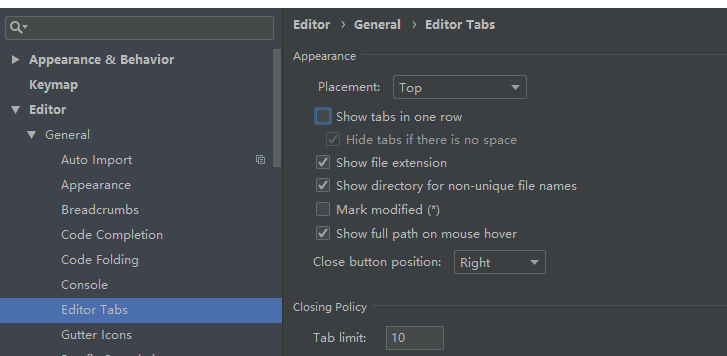 Editor › General › Editor Tabs
Appearance & Behavior
Keymap
Editor
General
Auto Import
Appearance
Breadcrumbs
Code Completion
Code Folding
Console
Editor Tabs
Gutter Icons
Appearance
Placement: Top
Show tabs in one row
Hide tabs if there is no space
Show file extension
Show directory for non-unique file names
Mark modified (*)
Show full path on mouse hover
Close button position: Right
Closing Policy
Tab limit: 10